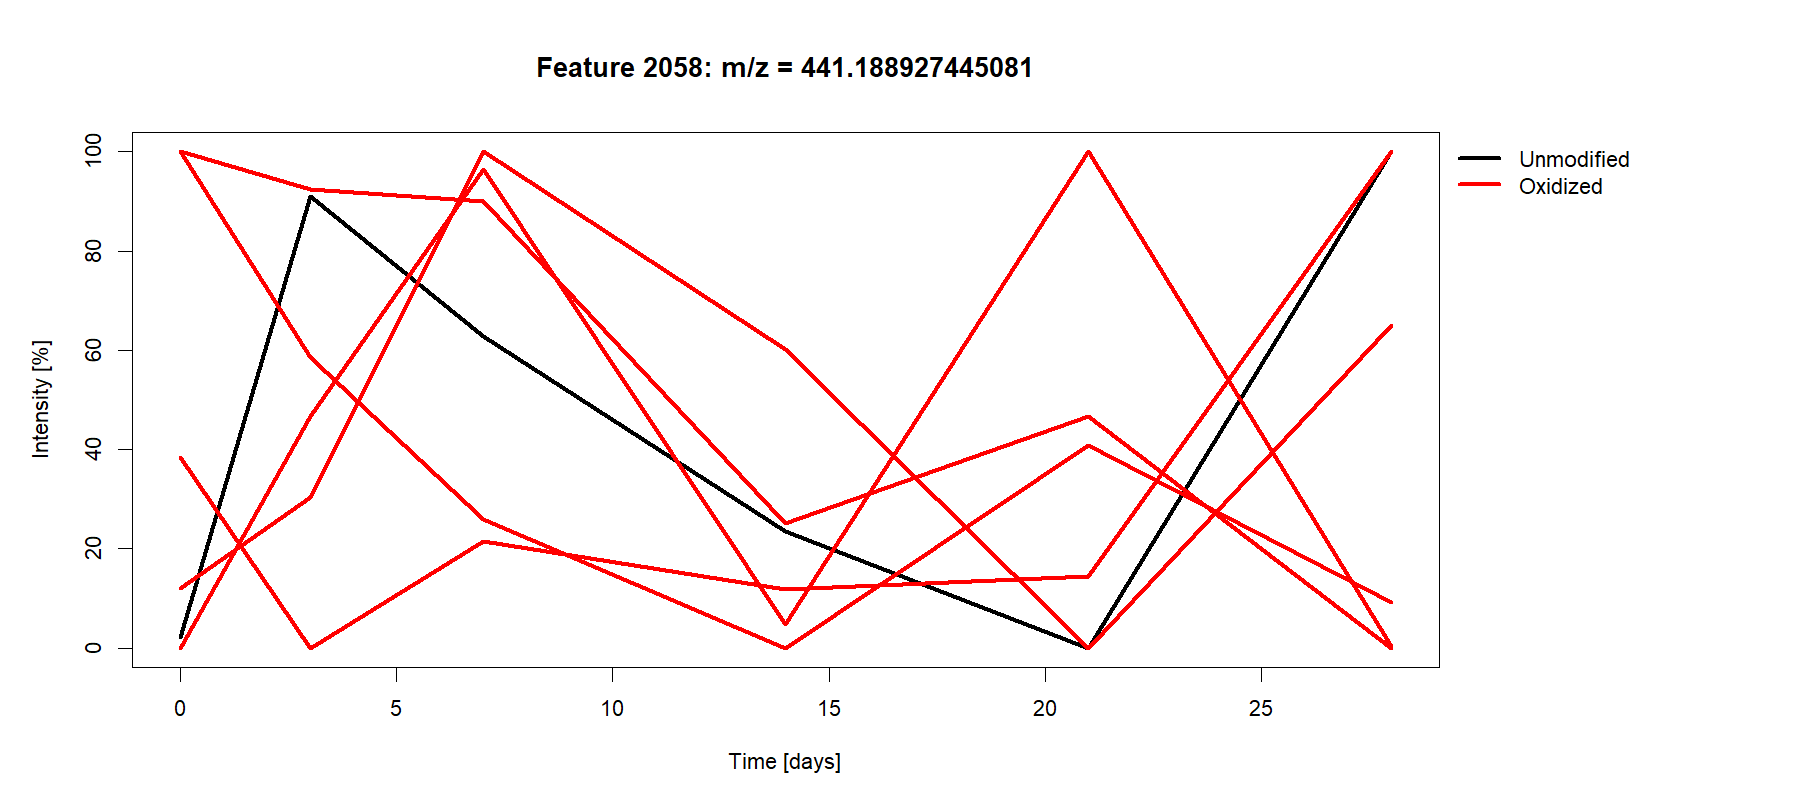 Feature 2058: m/z = 441.188927445081
Unmodified
Oxidized
Intensity [%]
100
80
60
40
20
0
0 5 10 15 20 25
Time [days]